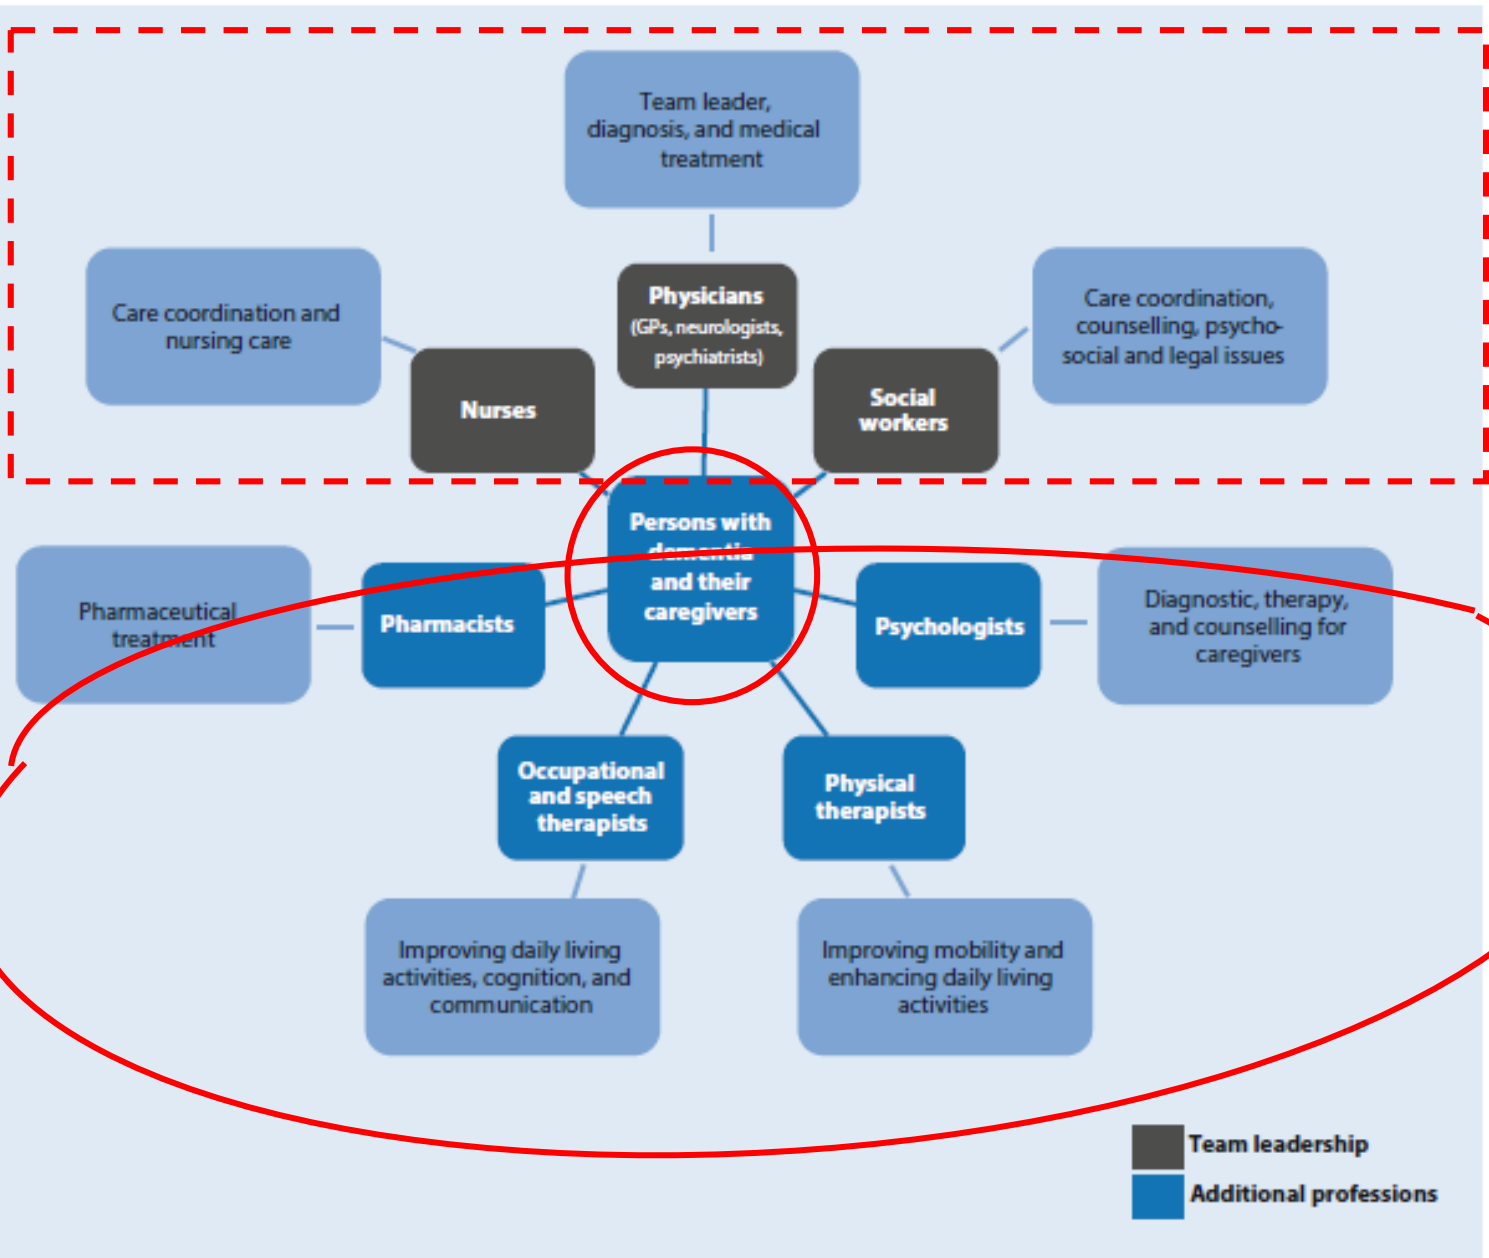 Team leader,
diagnosis, and medical
treatment
Care coordination and
nursing care
Physicians
(GPs, neurologists,
psychiatrists)
Care coordination,
counselling, psycho-
social and legal issues
Nurses
Social
workers
Persons with
dementia
and their
caregivers
Pharmaceutical
treatment
Pharmacists
Psychologists
Diagnostic, therapy,
and counselling for
caregivers
Occupational
and speech
therapists
Physical
therapists
Improving daily living
activities, cognition, and
communication
Improving mobility and
enhancing daily living
activities
Team leadership
Additional professions